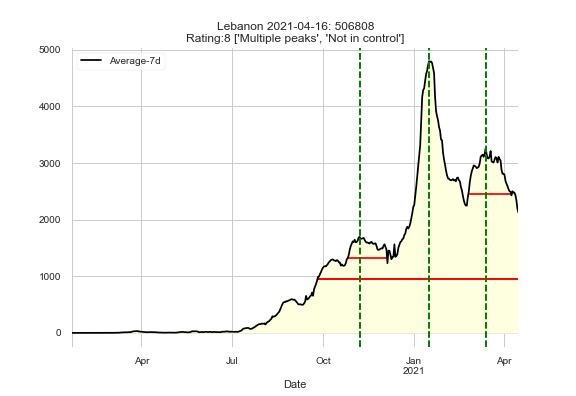 Lebanon 2021-04-16: 506808
Rating:8 ['Multiple peaks', 'Not in control']
Average-7d
5000
4000
3000
2000
1000
0
Apr
Jul
Oct
Jan
2021
Apr
Date